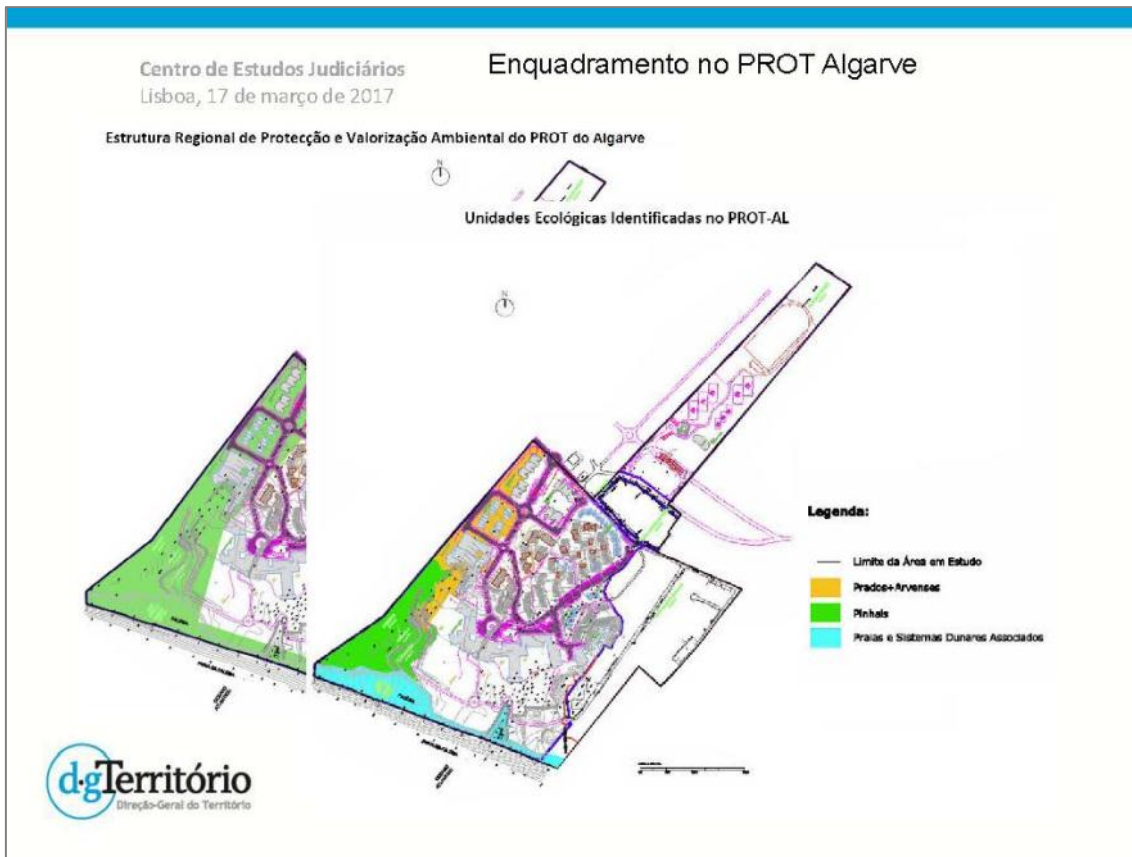 Centro de Estudos Judiciários
Lisboa, 17 de março de 2017
Enquadramento no PROT Algarve
Estrutura Regional de Protecção e Valorização Ambiental do PROT do Algarve
N
Unidades Ecológicas Identificadas no PROT-AL
N
Legenda:
Limite da Área em Estudo
Prados+Arvenses
Pinhais
Praias e Sistemas Dunares Associados
d·gTerritório
Direção-Geral do Território